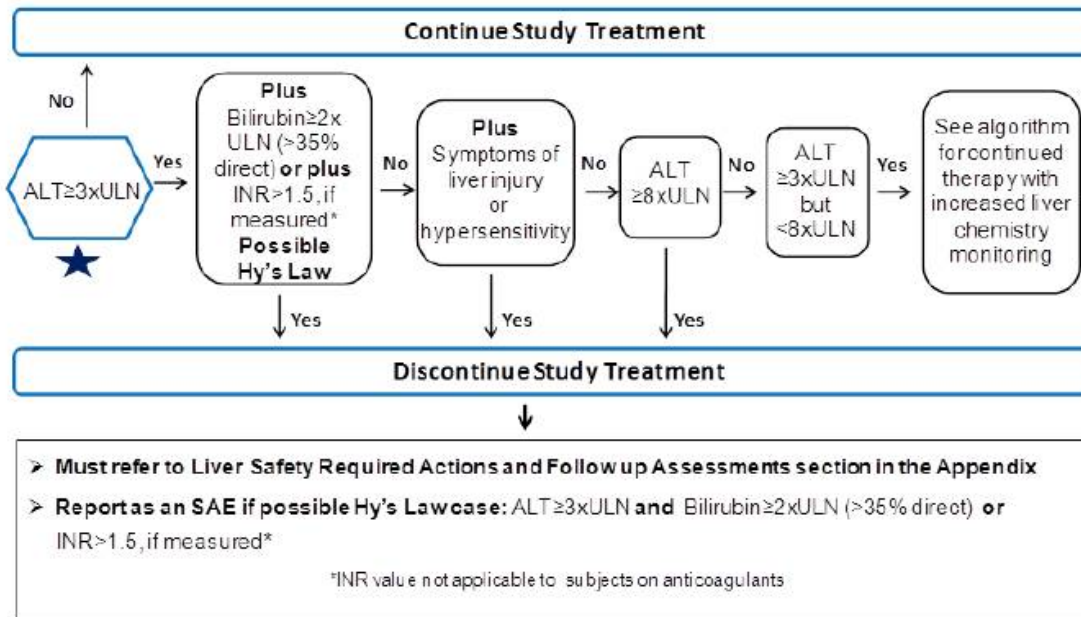 Continue Study Treatment
No
ALT≥3xULN
Yes
Plus
Bilirubin≥2x
ULN (>35%
direct) or plus
INR>1.5, if
measured*
Possible
Hy's Law
No
Plus
Symptoms of
liver injury
or
hypersensitivity
No
ALT
≥8xULN
No
ALT
≥3xULN
but
<8xULN
Yes
See algorithm
for continued
therapy with
increased liver
chemistry
monitoring
Yes
Yes
Yes
Discontinue Study Treatment
➢ Must refer to Liver Safety Required Actions and Follow up Assessments section in the Appendix
➢ Report as an SAE if possible Hy's Law case: ALT≥3xULN and Bilirubin≥2xULN (>35% direct) or
INR>1.5, if measured*
*INR value not applicable to subjects on anticoagulants